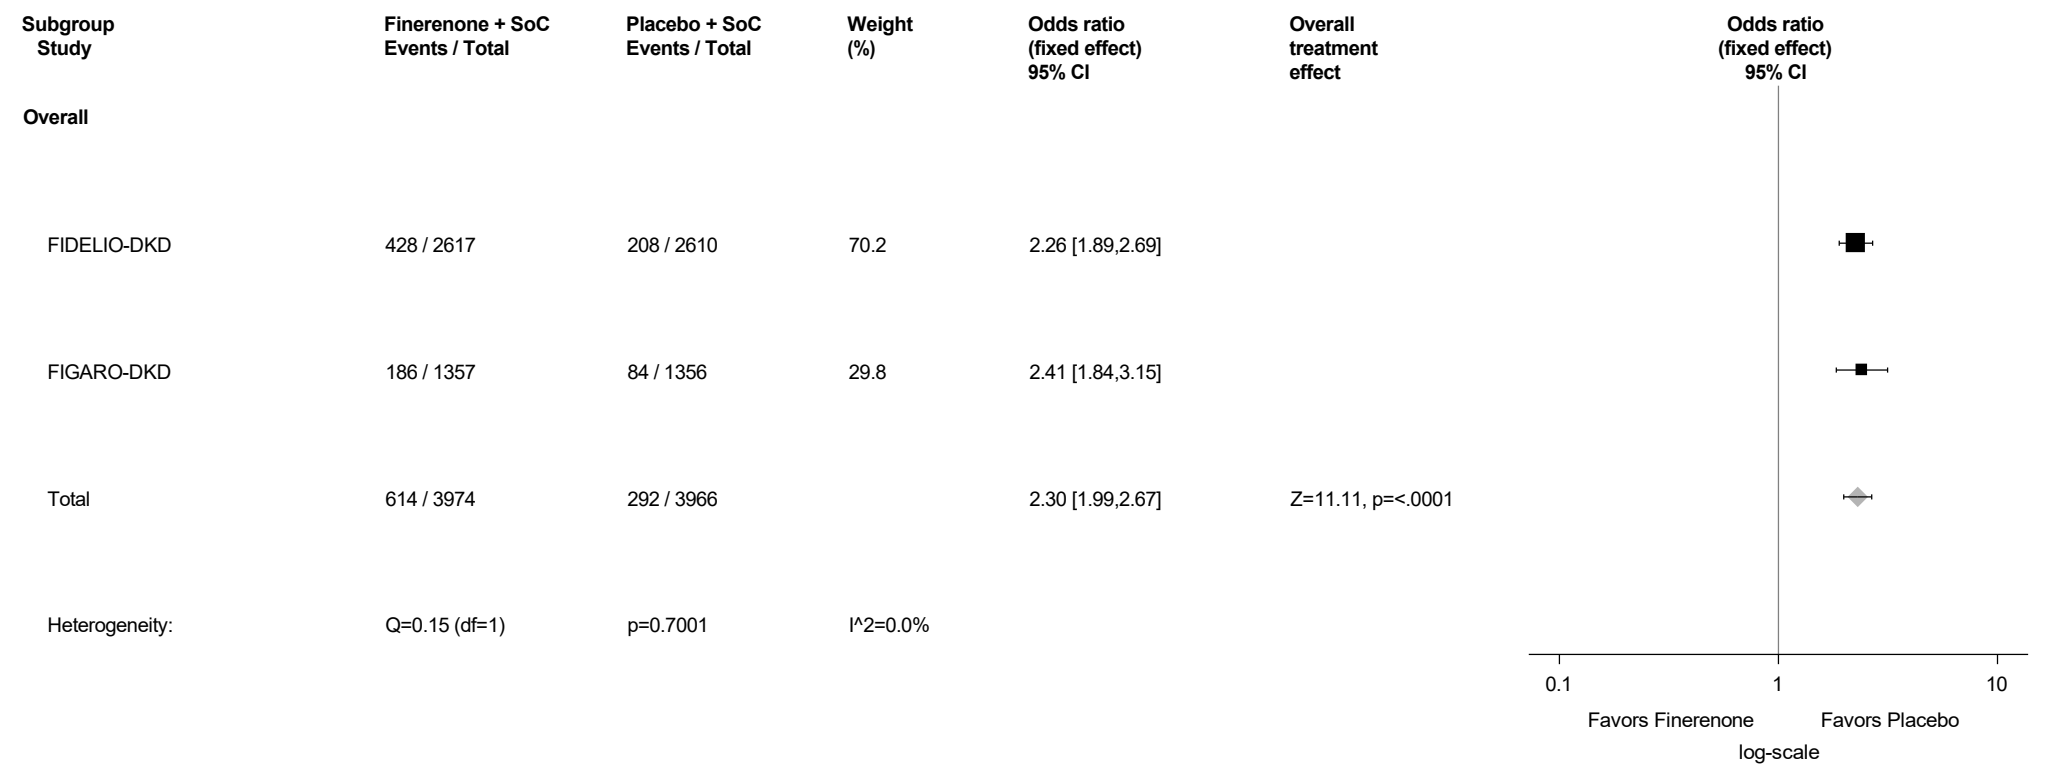 Subgroup Finerenone + SoC Placebo + SoC Weight Odds ratio Overall Odds ratio
Study Events / Total Events / Total (%) (fixed effect) treatment (fixed effect)
95% CI effect 95% CI
Overall
FIDELIO-DKD 428 / 2617 208 / 2610 70.2 2.26 [1.89,2.69]
FIGARO-DKD 186 / 1357 84 / 1356 29.8 2.41 [1.84,3.15]
Total 614 / 3974 292 / 3966 2.30 [1.99,2.67] Z=11.11, p=<.0001
Heterogeneity: Q=0.15 (df=1) p=0.7001 I^2=0.0%
0.1 1 10
Favors Finerenone Favors Placebo
log-scale